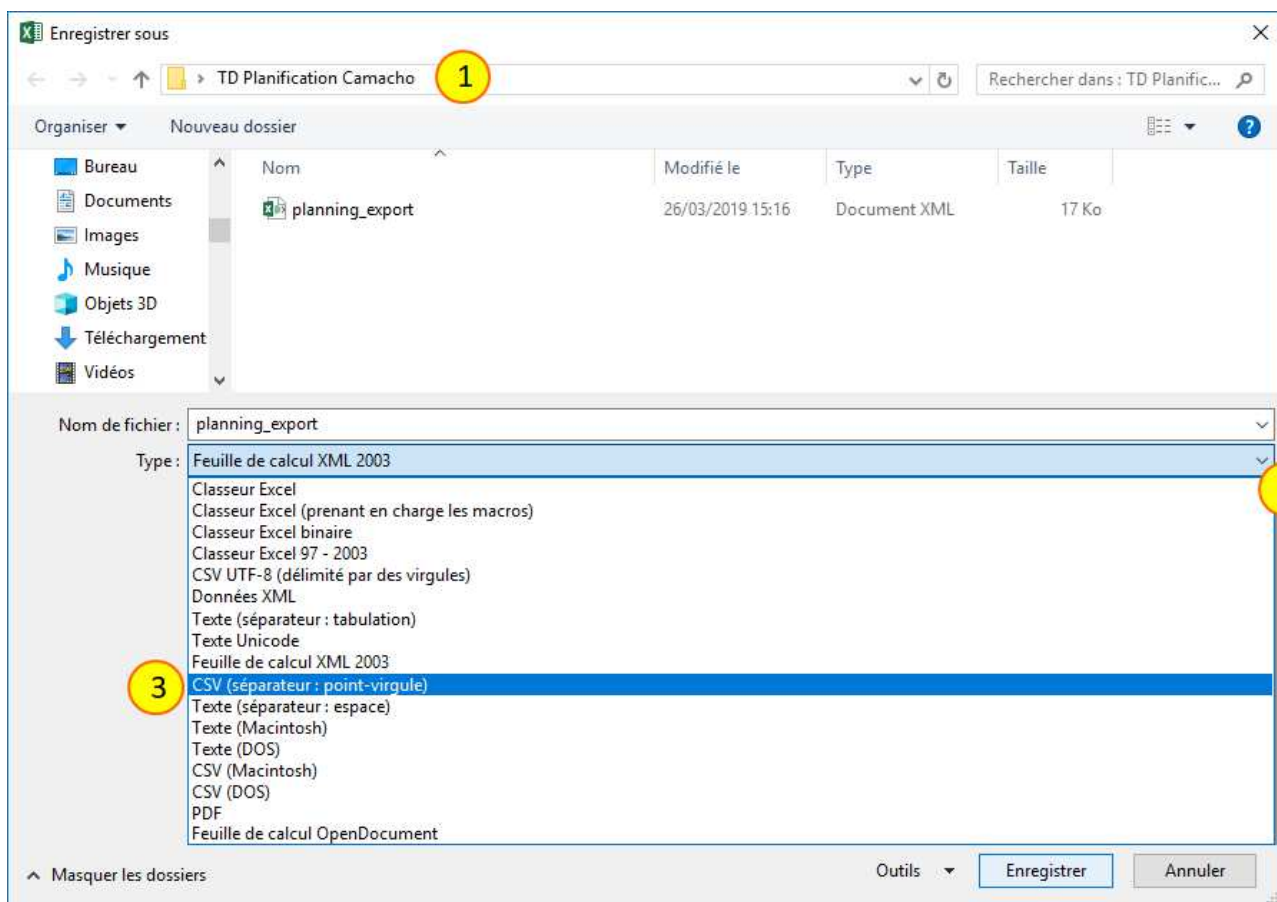 Enregistrer sous
TD Planification Camacho 1
Rechercher dans : TD Planific...
Organiser Nouveau dossier
Bureau
Documents
Images
Musique
Objets 3D
Téléchargement
Vidéos
Nom Modifié le Type Taille
planning_export 26/03/2019 15:16 Document XML 17 Ko
Nom de fichier : planning_export
Type : Feuille de calcul XML 2003
Classeur Excel
Classeur Excel (prenant en charge les macros)
Classeur Excel binaire
Classeur Excel 97 - 2003
CSV UTF-8 (délimité par des virgules)
Données XML
Texte (séparateur : tabulation)
Texte Unicode
Feuille de calcul XML 2003
3 CSV (séparateur : point-virgule)
Texte (séparateur : espace)
Texte (Macintosh)
Texte (DOS)
CSV (Macintosh)
CSV (DOS)
PDF
Feuille de calcul OpenDocument
Masquer les dossiers Outils Enregistrer Annuler